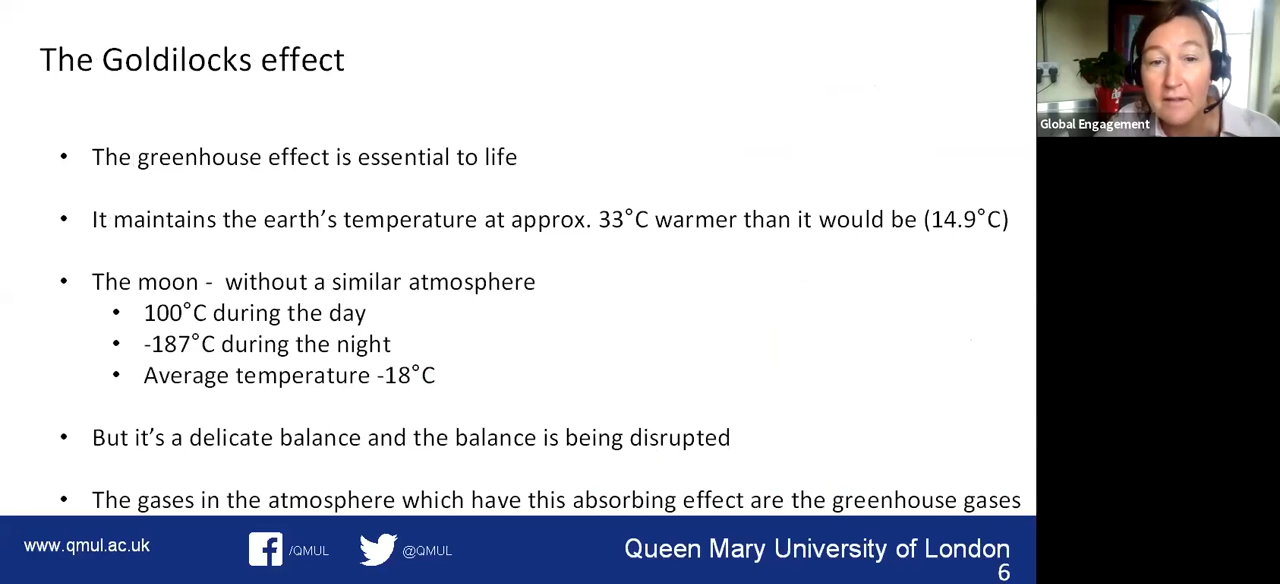 The Goldilocks effect
• The greenhouse effect is essential to life
• It maintains the earth's temperature at approx. 33°C warmer than it would be (14.9°C)
• The moon - without a similar atmosphere
• 100°C during the day
• -187°C during the night
• Average temperature -18°C
• But it's a delicate balance and the balance is being disrupted
• The gases in the atmosphere which have this absorbing effect are the greenhouse gases
www.qmul.ac.uk
/QMUL
@QMUL
Queen Mary University of London
6
Global Engagement